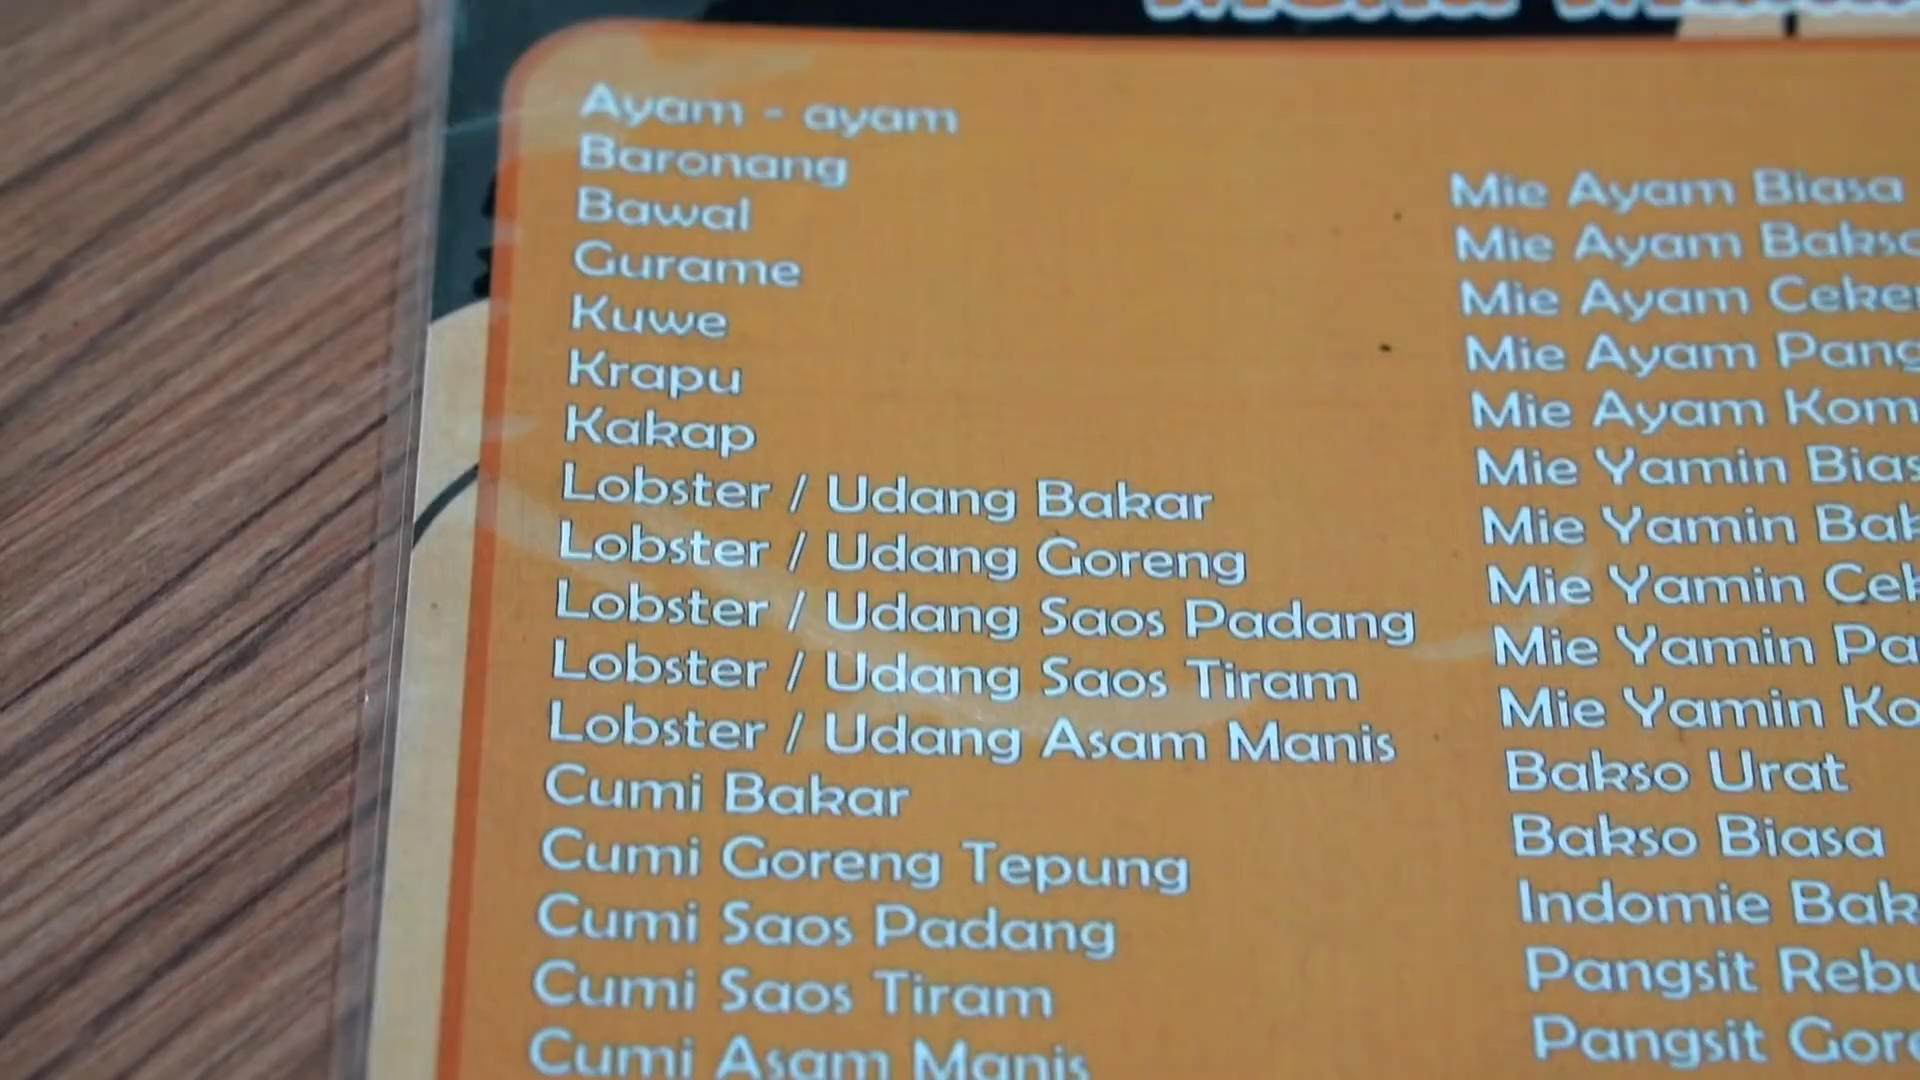 Ayam - ayam
Baronang
Bawal
Gurame
Kuwe
Krapu
Kakap
Lobster / Udang Bakar
Lobster / Udang Goreng
Lobster / Udang Saos Padang
Lobster / Udang Saos Tiram
Lobster / Udang Asam Manis
Cumi Bakar
Cumi Goreng Tepung
Cumi Saos Padang
Cumi Saos Tiram
Cumi Asam Manis
Mie Ayam Biasa
Mie Ayam Bakso
Mie Ayam
Mie Ayam
Mie Ayam
Mie Yamin
Mie Yamin
Mie Yamin
Mie Yamin
Mie Yamin
Bakso Urat
Bakso Biasa
Indomie
Pangsit
Pangsit